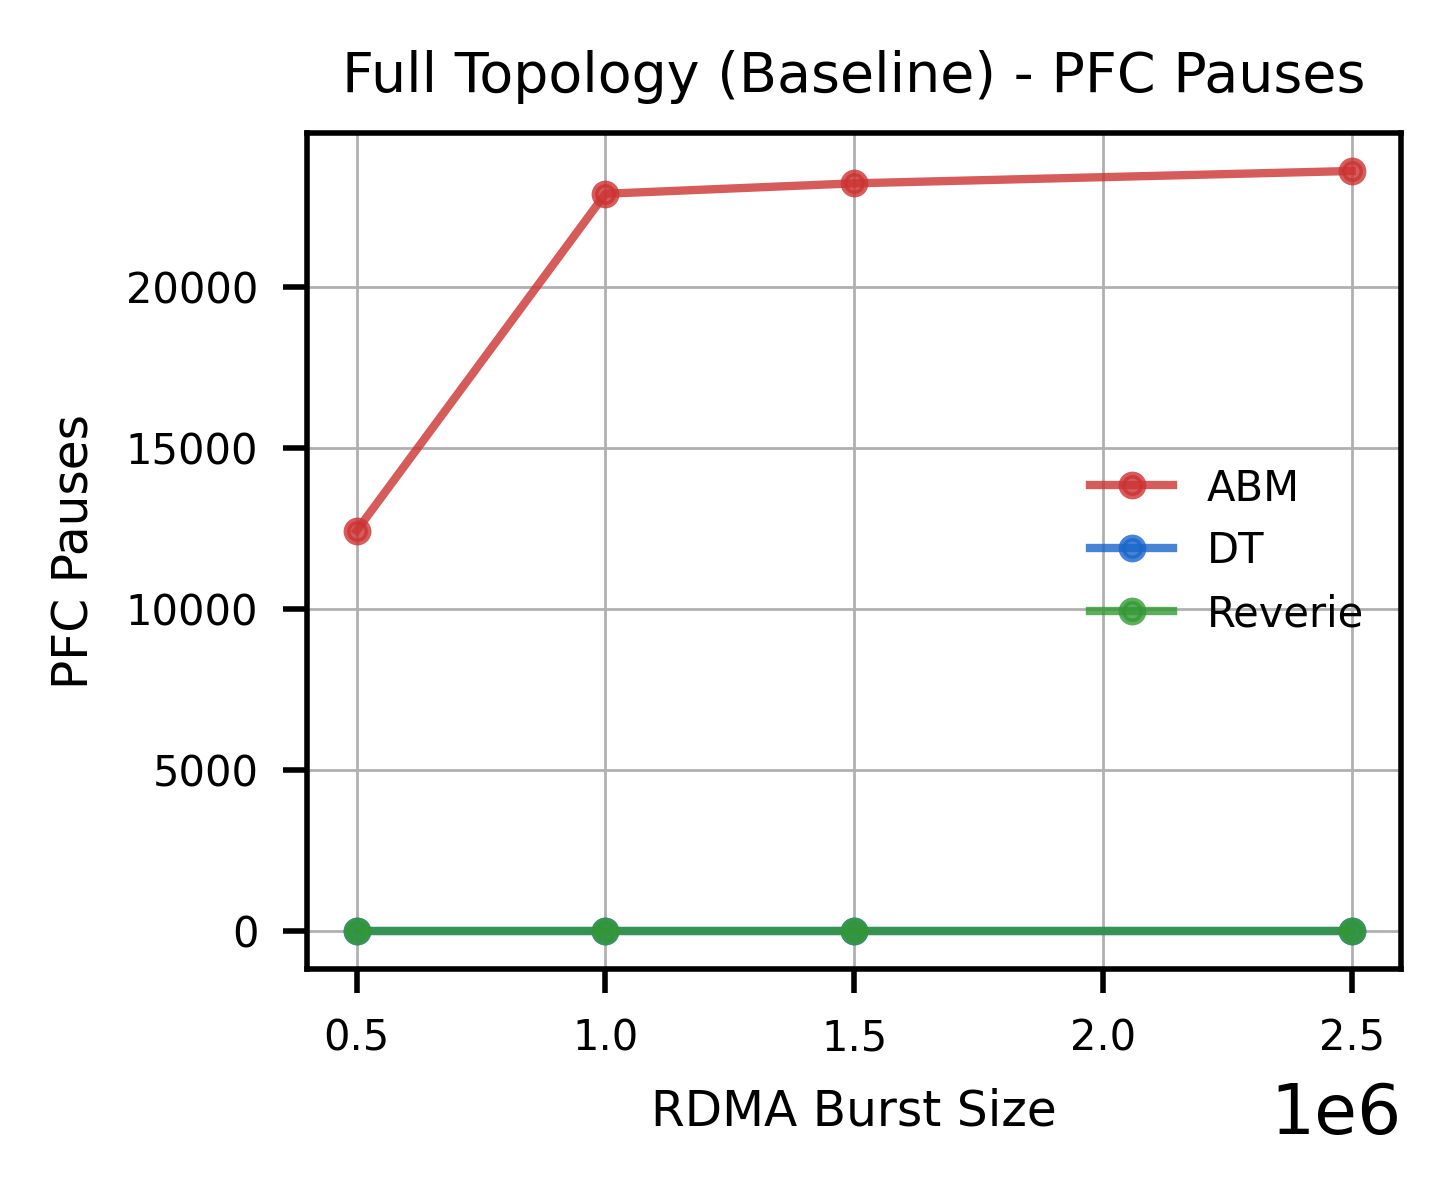 Full Topology (Baseline) - PFC Pauses
PFC Pauses
20000
15000
10000
5000
0
ABM
DT
Reverie
0.5 1.0 1.5 2.0 2.5
RDMA Burst Size
1e6